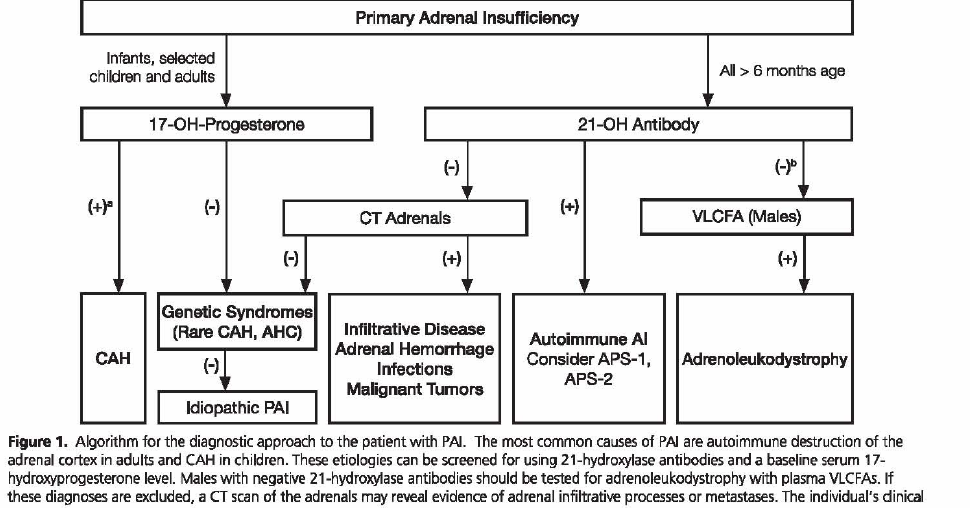 Primary Adrenal Insufficiency
Infants, selected
children and adults
All > 6 months age
17-OH-Progesterone
21-OH Antibody
(-)
(-)ᵇ
(+)ᵃ
(-)
CT Adrenals
(+)
VLCFA (Males)
(-)
(+)
(+)
CAH
Genetic Syndromes
(Rare CAH, AHC)
(-)
Idiopathic PAI
Infiltrative Disease
Adrenal Hemorrhage
Infections
Malignant Tumors
Autoimmune AI
Consider APS-1,
APS-2
Adrenoleukodystrophy
Figure 1. Algorithm for the diagnostic approach to the patient with PAI. The most common causes of PAI are autoimmune destruction of the
adrenal cortex in adults and CAH in children. These etiologies can be screened for using 21-hydroxylase antibodies and a baseline serum 17-
hydroxyprogesterone level. Males with negative 21-hydroxylase antibodies should be tested for adrenoleukodystrophy with plasma VLCFAs. If
these diagnoses are excluded, a CT scan of the adrenals may reveal evidence of adrenal infiltrative processes or metastases. The individual's clinical